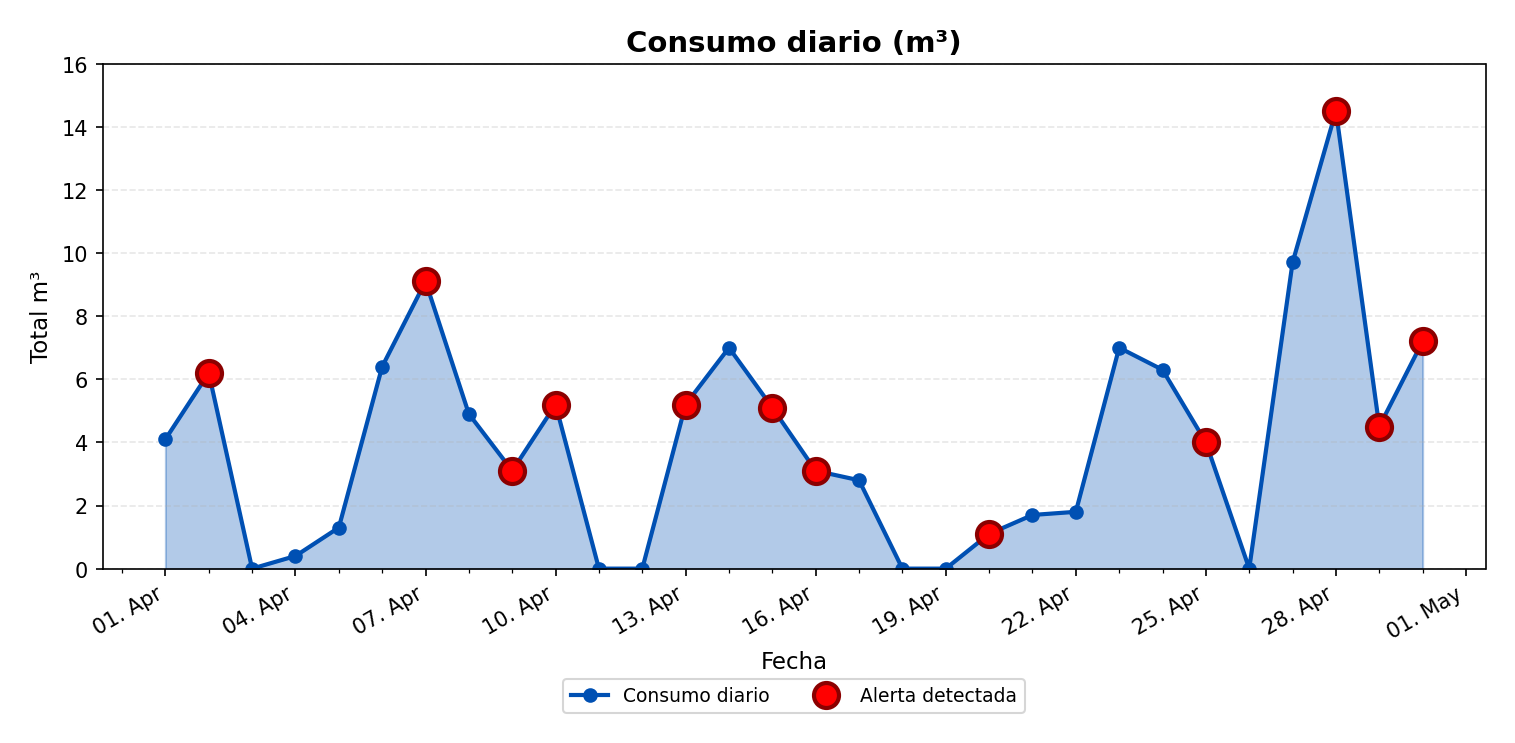 Consumo diario (m³)
Total m³
16
14
12
10
8
6
4
2
0
01. Apr
04. Apr
07. Apr
10. Apr
13. Apr
16. Apr
19. Apr
22. Apr
25. Apr
28. Apr
01. May
Fecha
Consumo diario
Alerta detectada